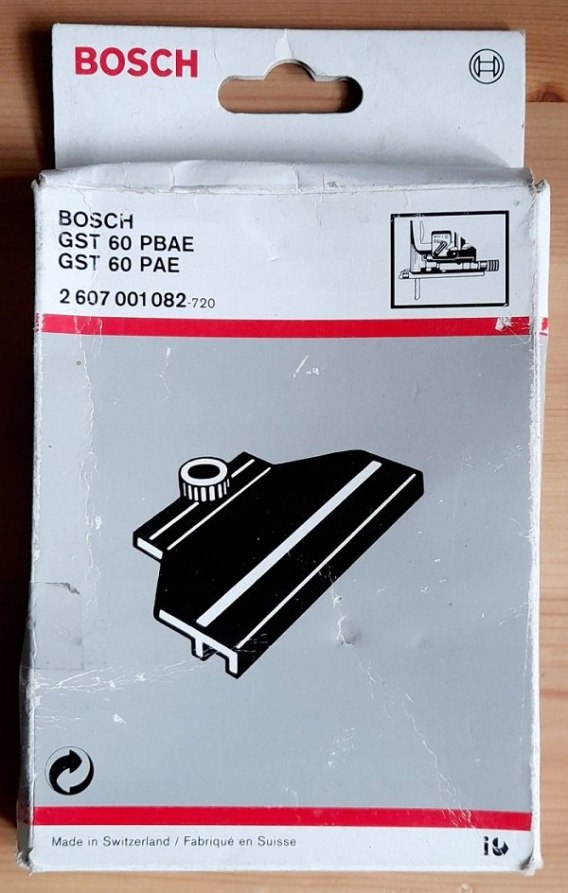 BOSCH
BOSCH
GST 60 PBAE
GST 60 PAE
2 607 001 082-720
Made in Switzerland / Fabriqué en Suisse